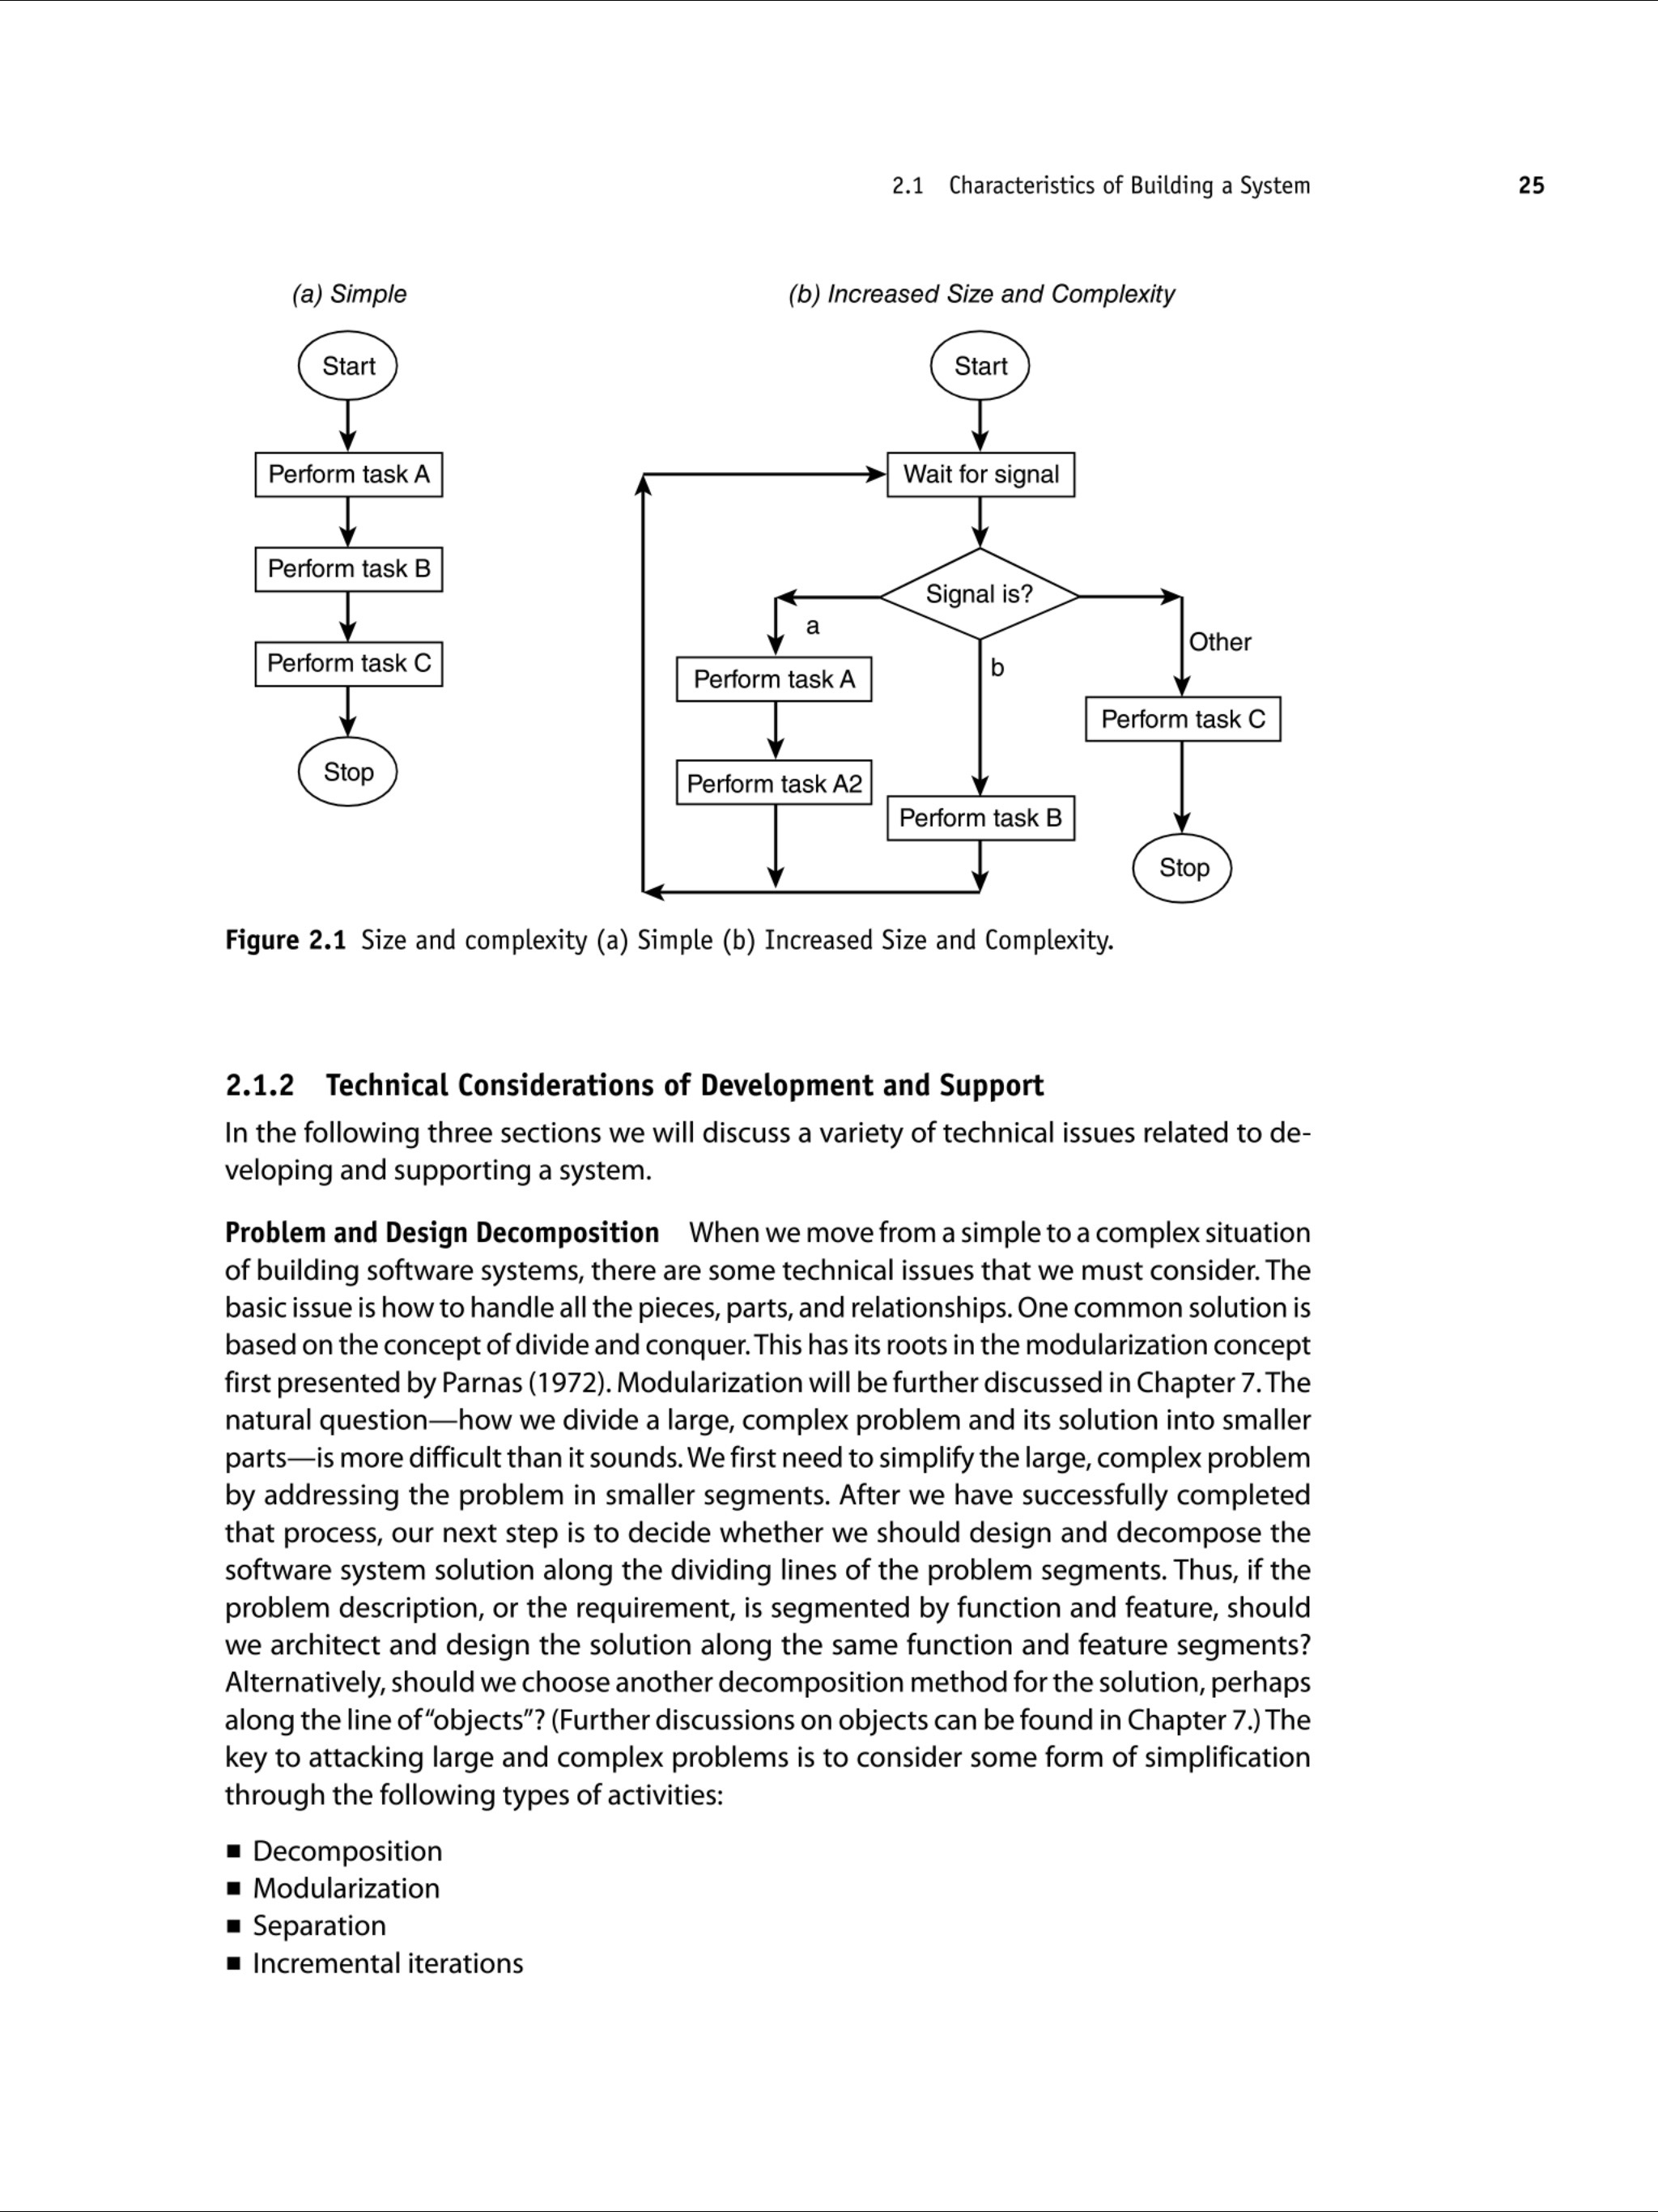 2.1 Characteristics of Building a System 25
(a) Simple
Start
Perform task A
Perform task B
Perform task C
Stop
(b) Increased Size and Complexity
Start
Wait for signal
Signal is?
a
b
Other
Perform task A
Perform task A2
Perform task B
Perform task C
Stop
Figure 2.1 Size and complexity (a) Simple (b) Increased Size and Complexity.
2.1.2 Technical Considerations of Development and Support
In the following three sections we will discuss a variety of technical issues related to de-
veloping and supporting a system.
Problem and Design Decomposition When we move from a simple to a complex situation
of building software systems, there are some technical issues that we must consider. The
basic issue is how to handle all the pieces, parts, and relationships. One common solution is
based on the concept of divide and conquer. This has its roots in the modularization concept
first presented by Parnas (1972). Modularization will be further discussed in Chapter 7. The
natural question—how we divide a large, complex problem and its solution into smaller
parts—is more difficult than it sounds. We first need to simplify the large, complex problem
by addressing the problem in smaller segments. After we have successfully completed
that process, our next step is to decide whether we should design and decompose the
software system solution along the dividing lines of the problem segments. Thus, if the
problem description, or the requirement, is segmented by function and feature, should
we architect and design the solution along the same function and feature segments?
Alternatively, should we choose another decomposition method for the solution, perhaps
along the line of “objects”? (Further discussions on objects can be found in Chapter 7.) The
key to attacking large and complex problems is to consider some form of simplification
through the following types of activities:
■ Decomposition
■ Modularization
■ Separation
■ Incremental iterations